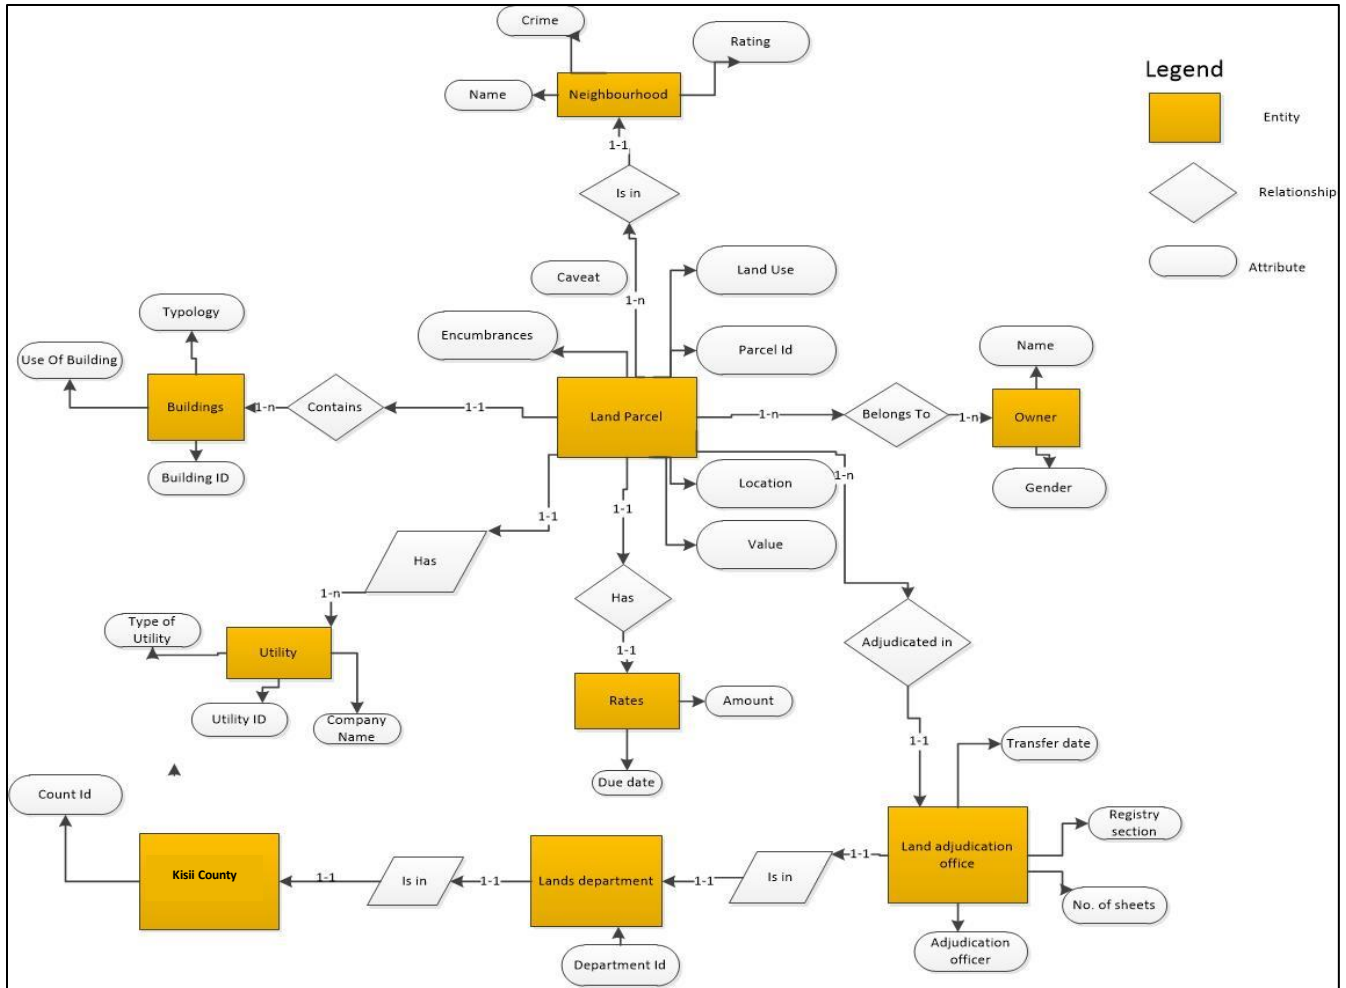 Crime
Rating
Legend
Name
Neighbourhood
Entity
1-1
Is in
Relationship
Caveat
Land Use
Attribute
1-n
Typology
Encumbrances
Parcel Id
Name
Use Of Building
Buildings
1-n
Contains
1-1
Land Parcel
1-n
Belongs To
1-n
Owner
Building ID
Location
1-n
Gender
1-1
1-1
Value
Has
Has
1-n
Type of
Utility
Utility
Adjudicated in
1-1
Rates
Amount
Utility ID
Company
Name
1-1
Transfer date
Due date
Count Id
Registry
section
Kisii County
1-1
Is in
1-1
Lands department
1-1
Is in
1-1
Land adjudication
office
No. of sheets
Department Id
Adjudication
officer